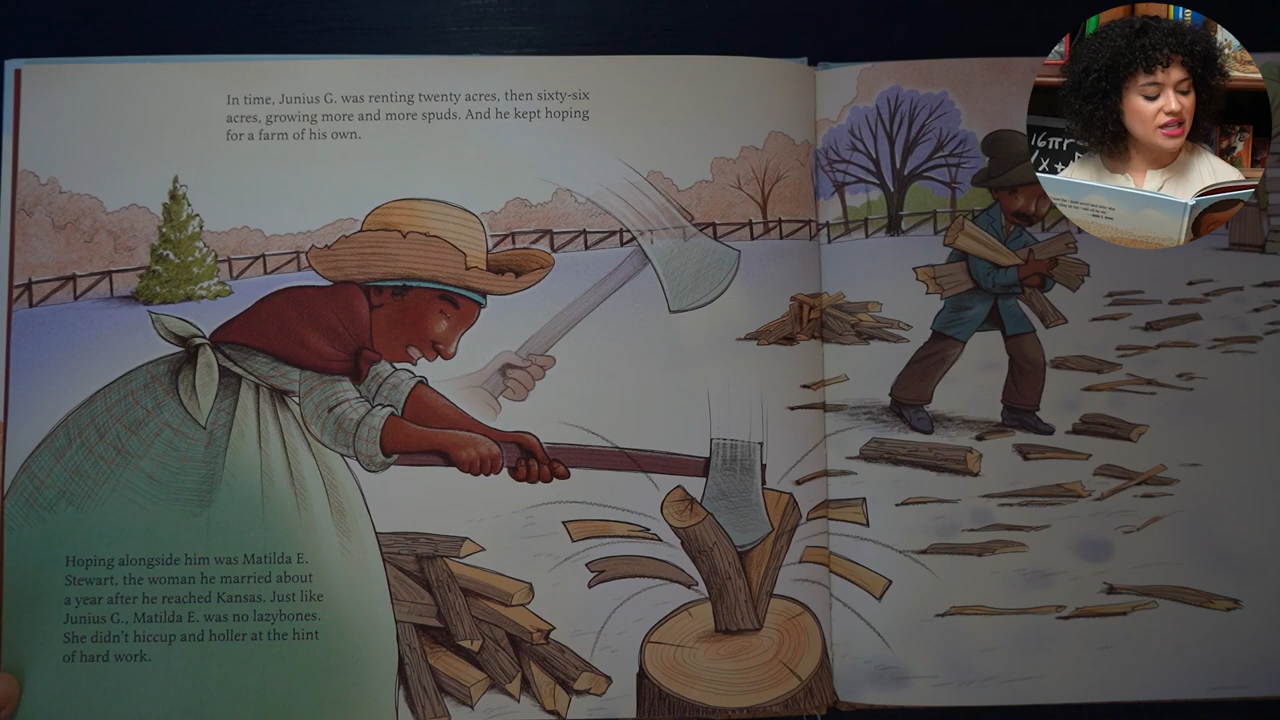 In time, Junius G. was renting twenty acres, then sixty-six
acres, growing more and more spuds. And he kept hoping
for a farm of his own.
Hoping alongside him was Matilda E.
Stewart, the woman he married about
a year after he reached Kansas. Just like
Junius G., Matilda E. was no lazybones.
She didn't hiccup and holler at the hint
of hard work.
16πr